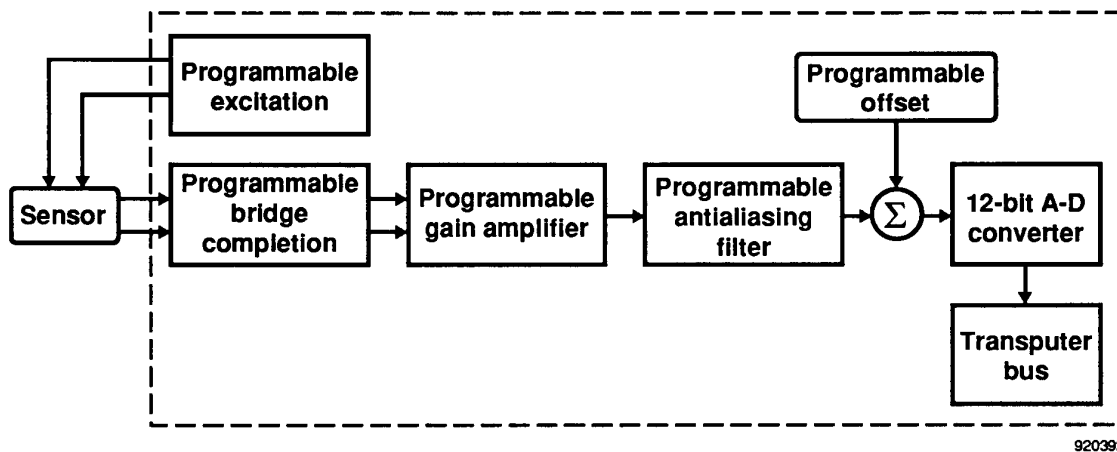 Programmable
excitation
Programmable
offset
Sensor
Programmable
bridge
completion
Programmable
gain amplifier
Programmable
antialiasing
filter
Σ
12-bit A-D
converter
Transputer
bus